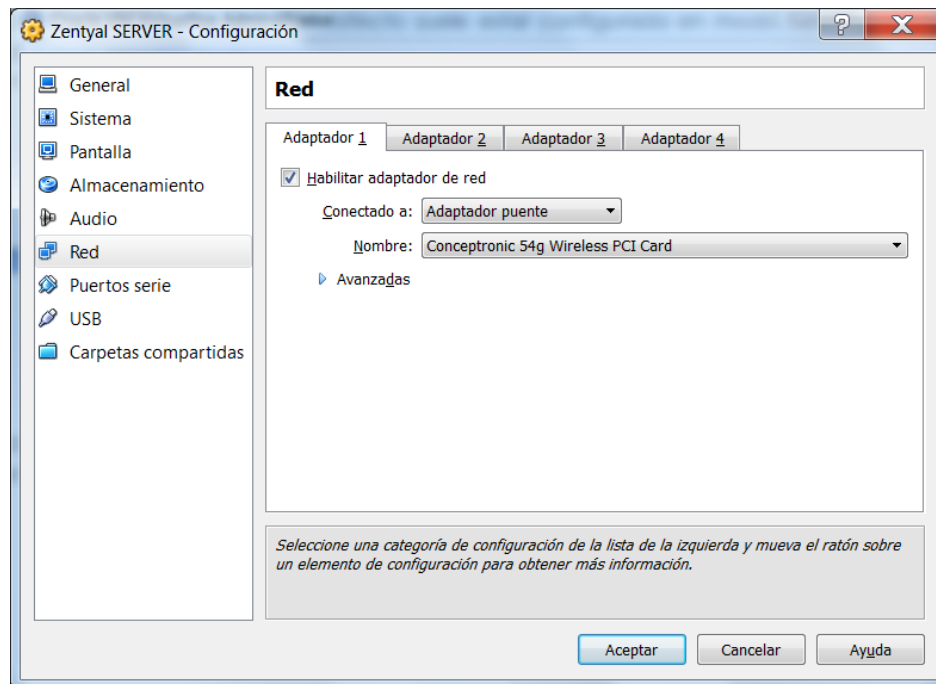 Zentyal SERVER - Configuración
General
Sistema
Pantalla
Almacenamiento
Audio
Red
Puertos serie
USB
Carpetas compartidas
Red
Adaptador 1 Adaptador 2 Adaptador 3 Adaptador 4
Habilitar adaptador de red
Conectado a: Adaptador puente
Nombre: Conceptronic 54g Wireless PCI Card
Avanzadas
Seleccione una categoría de configuración de la lista de la izquierda y mueva el ratón sobre
un elemento de configuración para obtener más información.
Aceptar Cancelar Ayuda